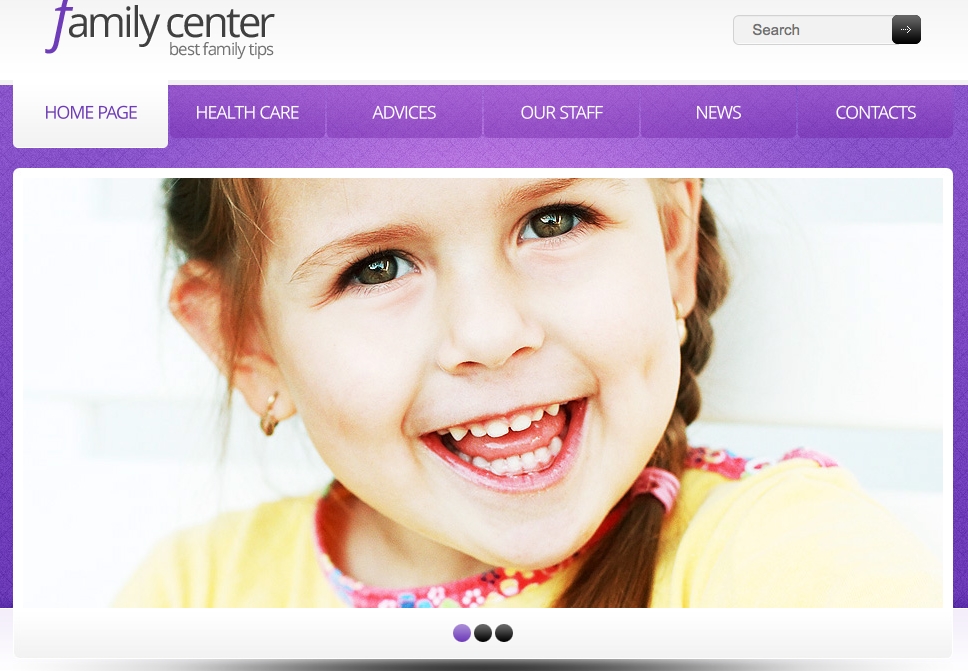 family center
best family tips
Search
HOME PAGE
HEALTH CARE
ADVICES
OUR STAFF
NEWS
CONTACTS